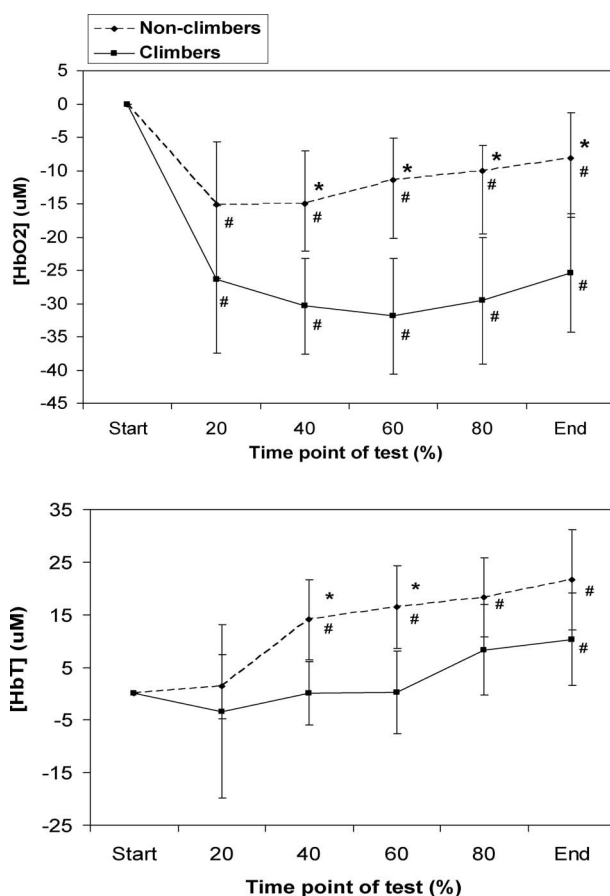 Non-climbers
Climbers
5
0
-5
-10
-15
-20
-25
-30
-35
-40
-45
[HbO2] (uM)
* * * *
# # # # #
# # # # #
Start 20 40 60 80 End
Time point of test (%)
35
25
15
5
-5
-15
-25
[HbT] (uM)
* *
# # # #
#
Start 20 40 60 80 End
Time point of test (%)